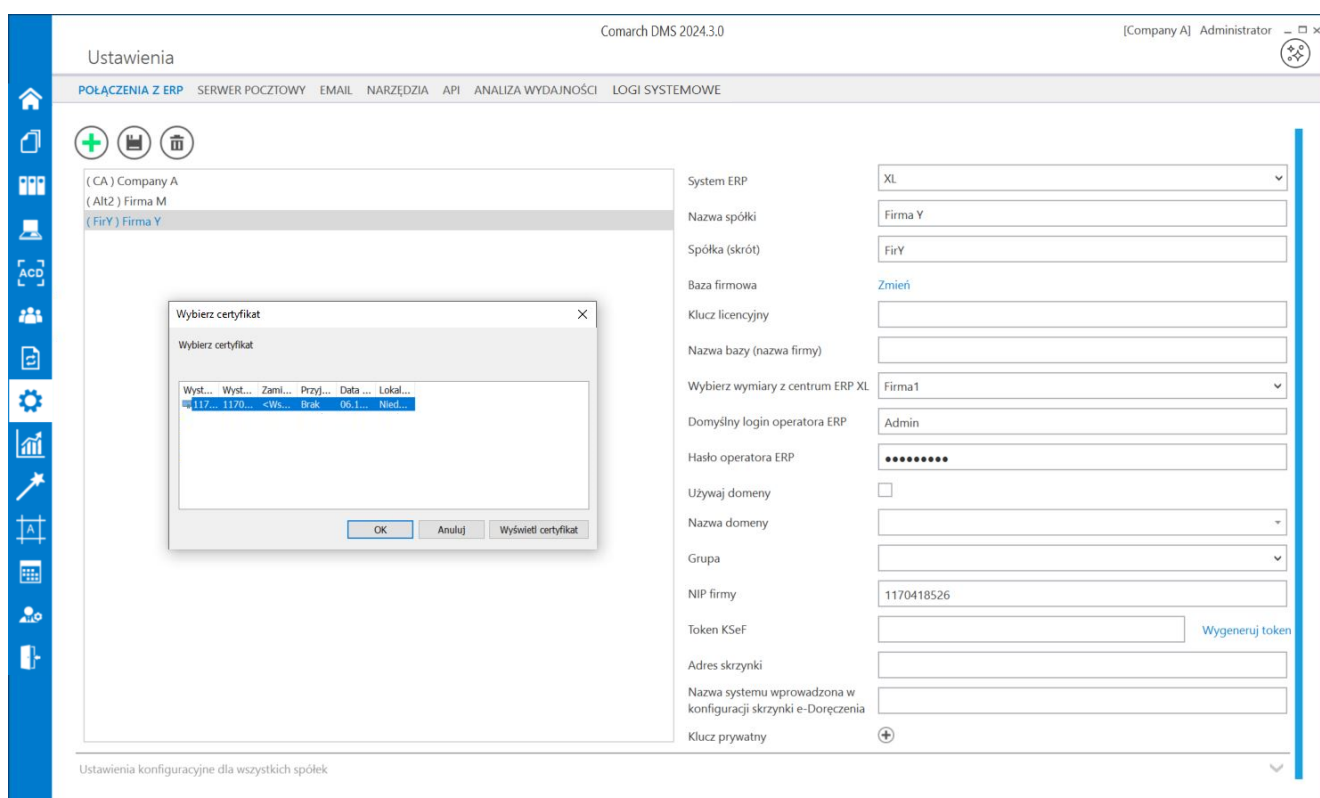 Comarch DMS 2024.3.0
[Company A] Administrator
Ustawienia
POŁĄCZENIA Z ERP SERWER POCZTOWY EMAIL NARZĘDZIA API ANALIZA WYDAJNOŚCI LOGI SYSTEMOWE
ACD
A
( CA ) Company A
( Alt2 ) Firma M
( FirY ) Firma Y
Wybierz certyfikat
Wybierz certyfikat
Wyst... Wyst... Zami... Przyj... Data ... Lokal...
117... 1170... <Ws... Brak 06.1... Nied...
OK Anuluj Wyświetl certyfikat
System ERP XL
Nazwa spółki Firma Y
Spółka (skrót) FirY
Baza firmowa Zmień
Klucz licencyjny
Nazwa bazy (nazwa firmy)
Wybierz wymiary z centrum ERP XL Firma1
Domyślny login operatora ERP Admin
Hasło operatora ERP •••••••••
Używaj domeny
Nazwa domeny
Grupa
NIP firmy 1170418526
Token KSeF Wygeneruj token
Adres skrzynki
Nazwa systemu wprowadzona w
konfiguracji skrzynki e-Doręczenia
Klucz prywatny
Ustawienia konfiguracyjne dla wszystkich spółek